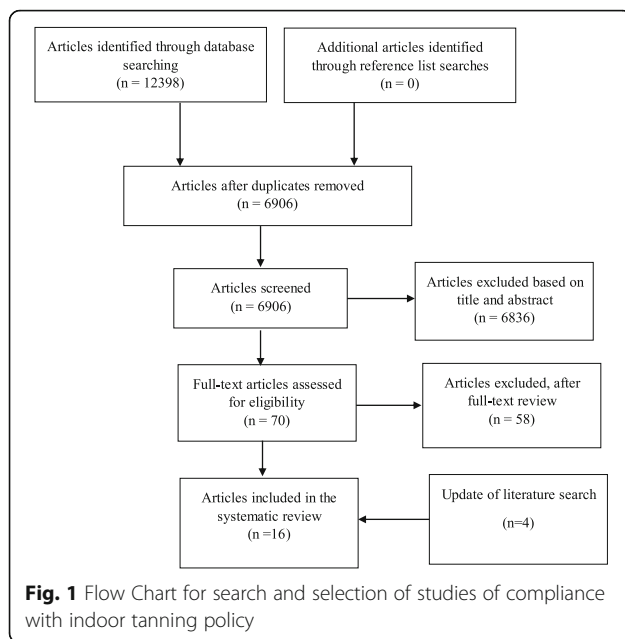 Articles identified through database
searching
(n = 12398)
Additional articles identified
through reference list searches
(n = 0)
Articles after duplicates removed
(n = 6906)
Articles screened
(n = 6906)
Articles excluded based on
title and abstract
(n = 6836)
Full-text articles assessed
for eligibility
(n = 70)
Articles excluded, after
full-text review
(n = 58)
Articles included in the
systematic review
(n =16)
Update of literature search
(n=4)
Fig. 1 Flow Chart for search and selection of studies of compliance
with indoor tanning policy